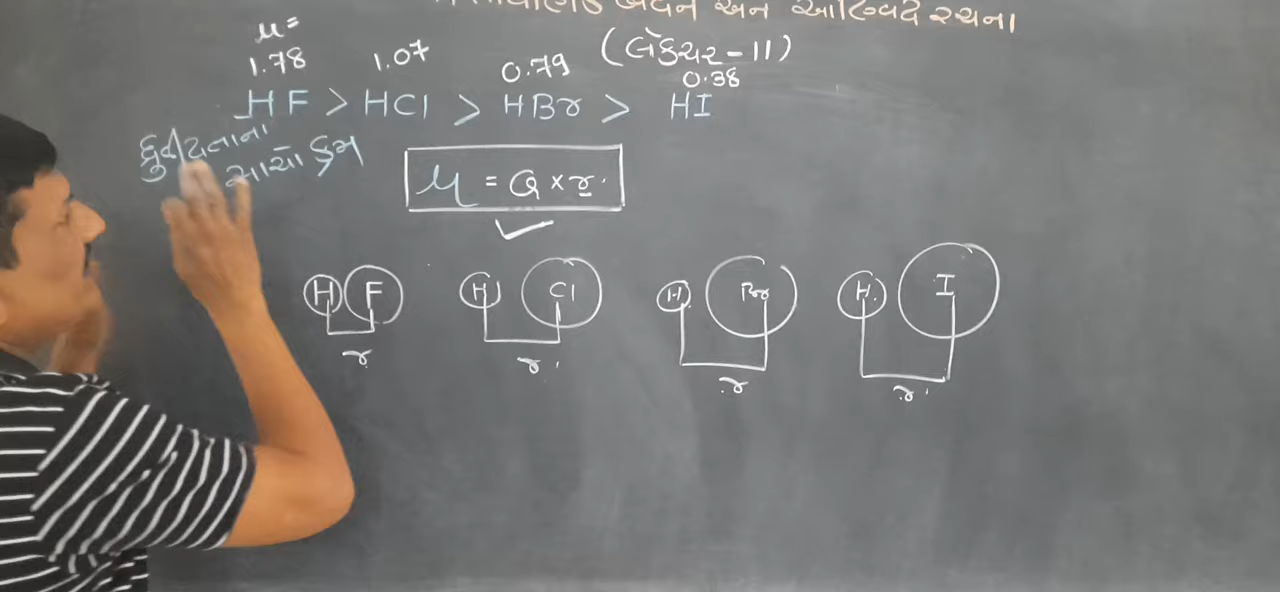 રાસાયણિક બંધન અને આણ્વિય રચના
(લેક્ચર-11)
μ=
1.78 1.07 0.79 0.38
HF > HCl > HBr > HI
ધ્રુવીયતાના
સાચો ક્રમ
μ = Q × r.
H F H Cl H Br H I
r r r r